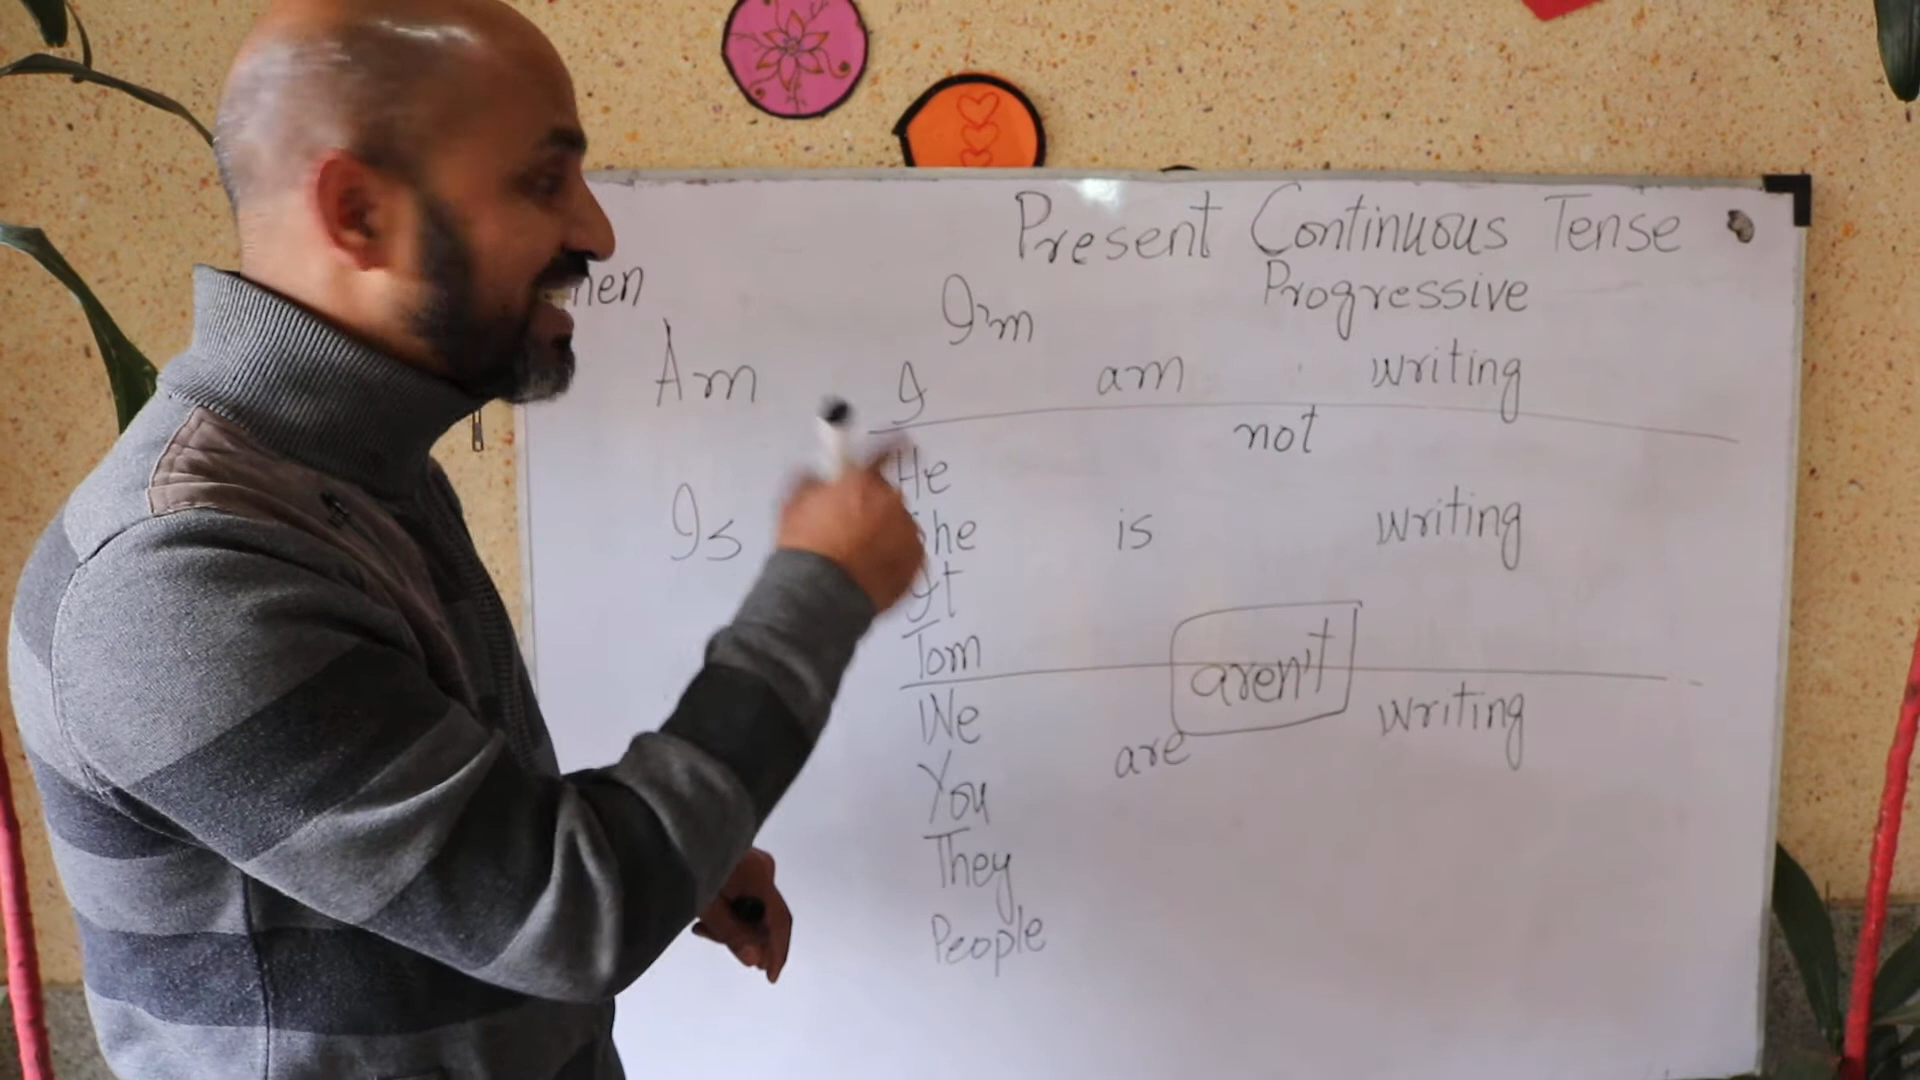 Present Continuous Tense
Progressive
I'm
Am I am writing
not
He
Is She is writing
It
Tom
aren't
We writing
are
You
They
People